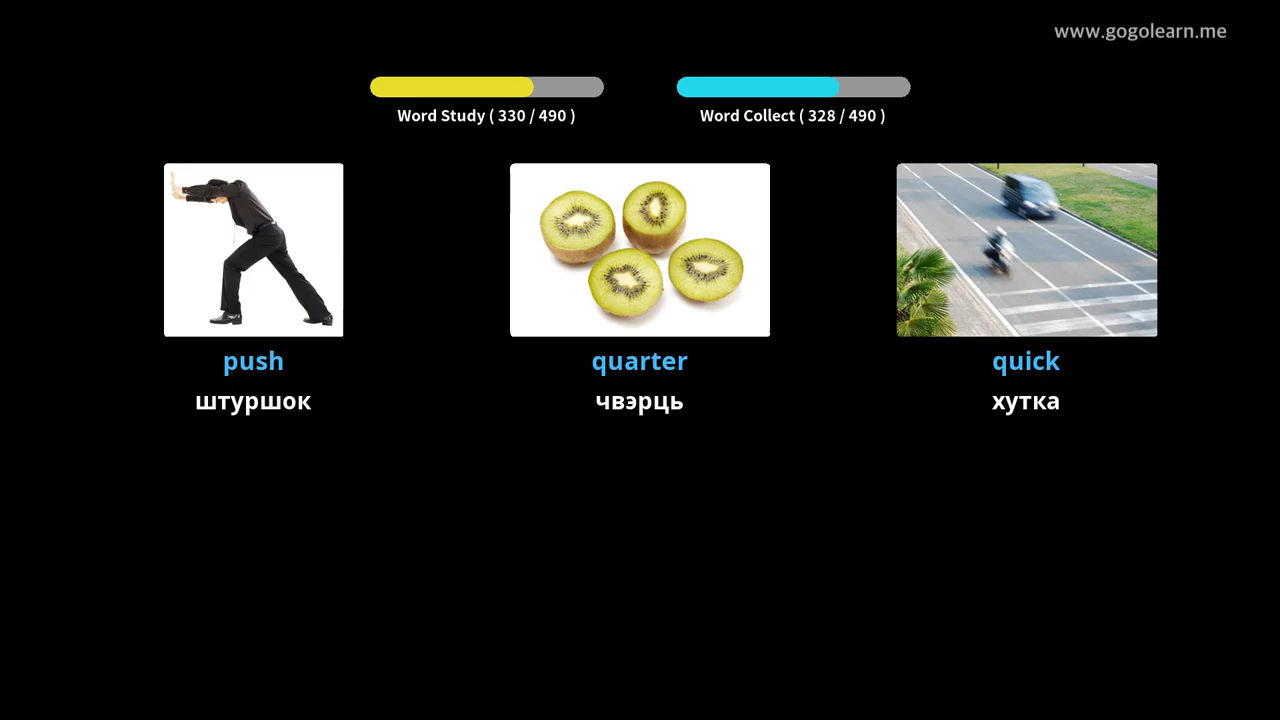 www.gogolearn.me
Word Study ( 330 / 490 )
Word Collect ( 328 / 490 )
push
quarter
quick
штуршок
чвэрць
хутка